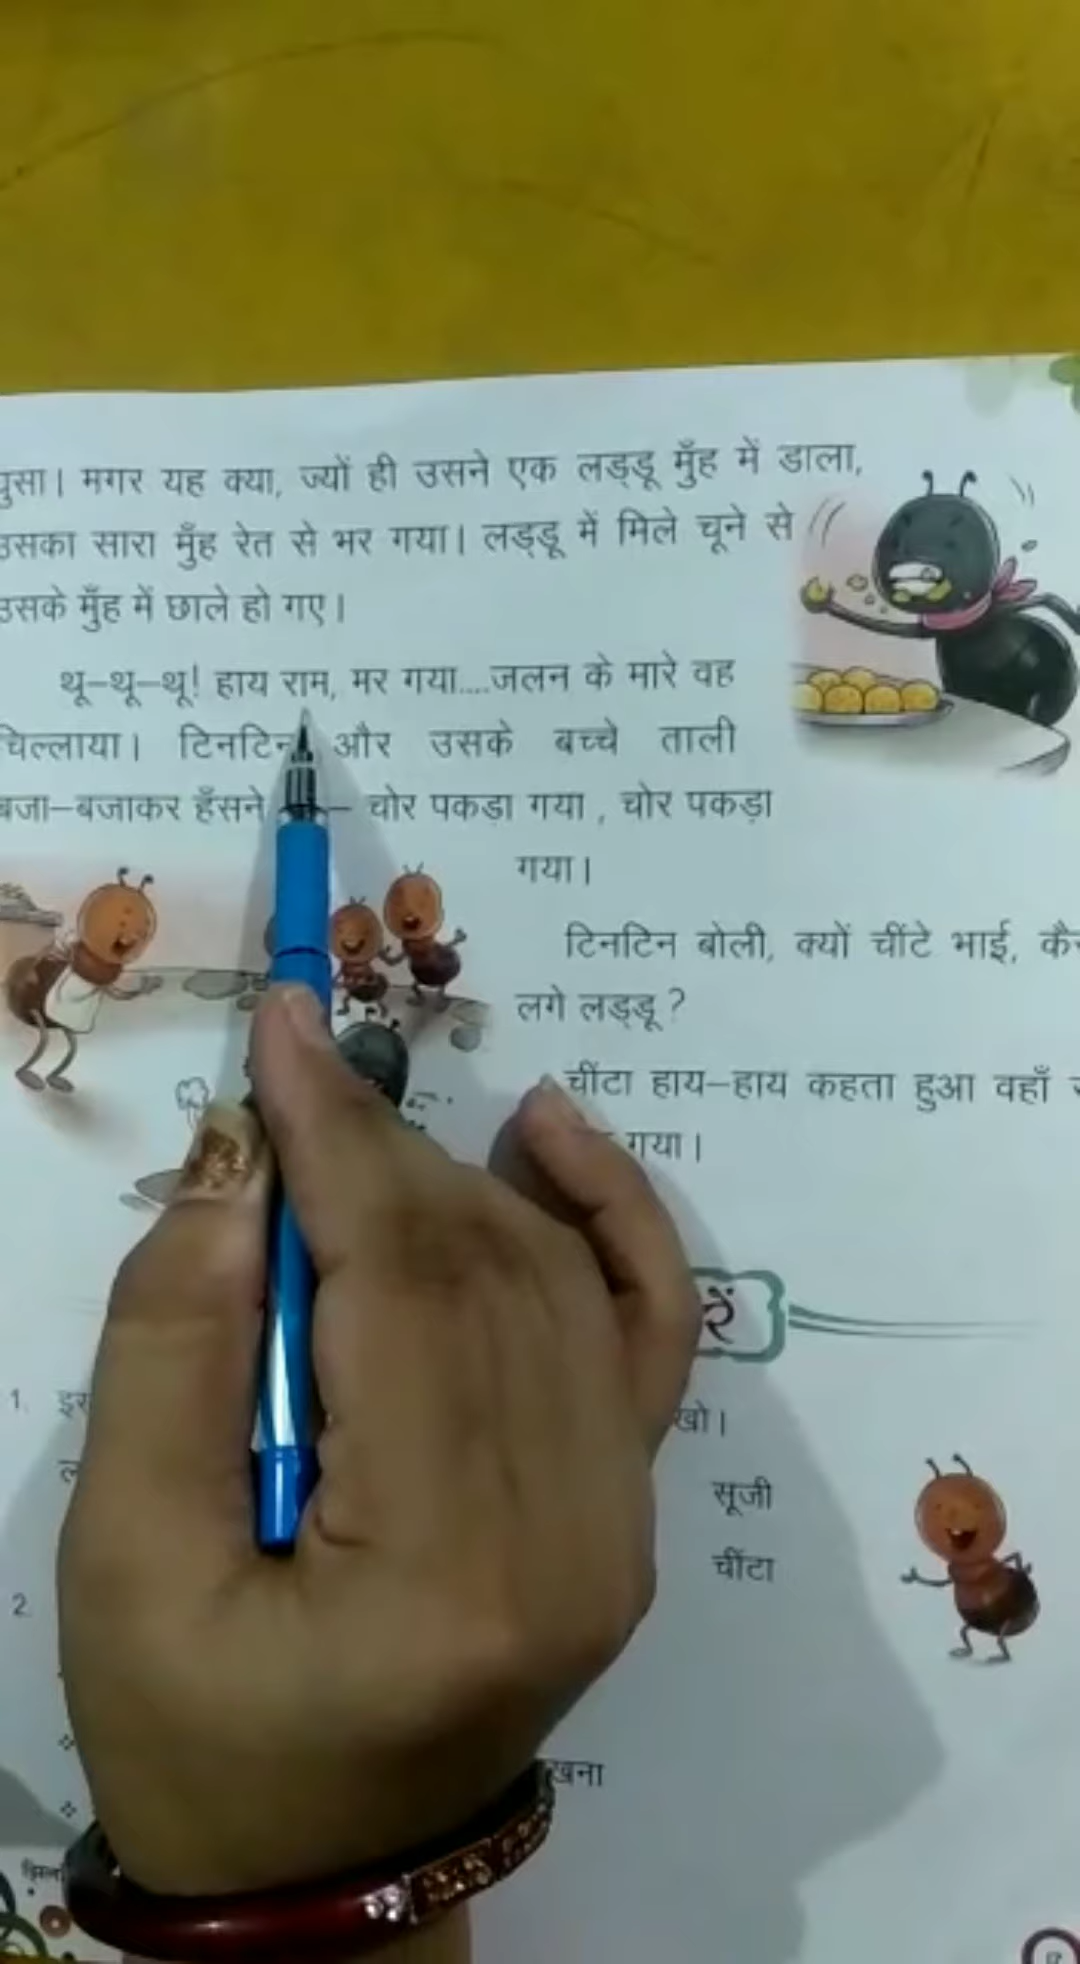 मगर यह क्या, ज्यों ही उसने एक लड्डू मुँह में डाला,
उसका सारा मुँह रेत से भर गया। लड्डू में मिले चूने से
उसके मुँह में छाले हो गए।
थू–थू–थू! हाय राम, मर गया....जलन के मारे वह
चिल्लाया। टिनटिन और उसके बच्चे ताली
बजा–बजाकर हँसने – चोर पकडा गया , चोर पकड़ा
गया।
टिनटिन बोली, क्यों चींटे भाई,
लगे लड्डू ?
चींटा हाय–हाय कहता हुआ वहाँ
गया।
1.
सूजी
चींटा
2.